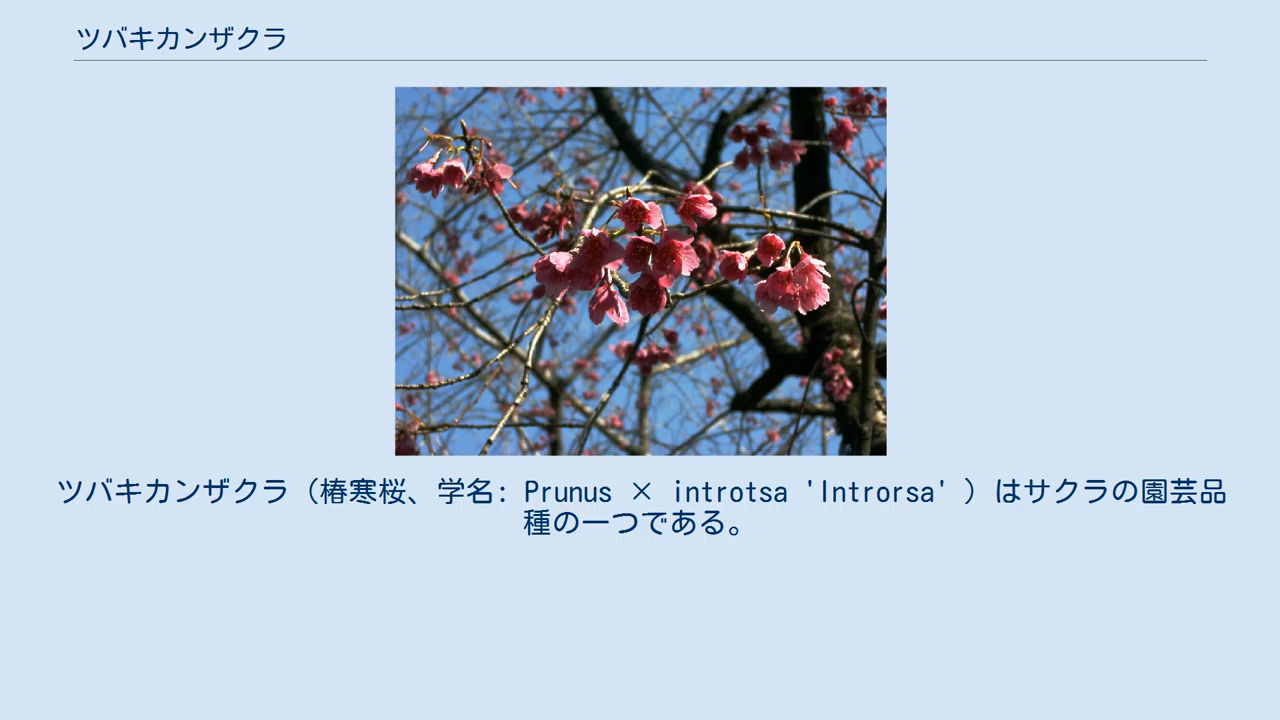 ツバキカンザクラ
ツバキカンザクラ（椿寒桜、学名: Prunus × introtsa 'Introrsa' ）はサクラの園芸品
種の一つである。